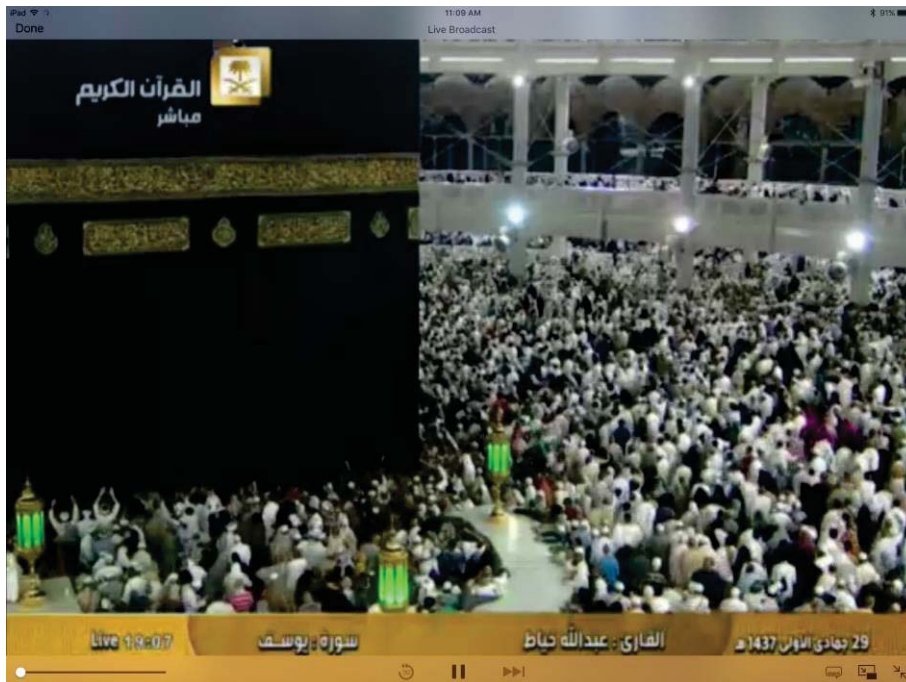 iPad
11:09 AM
91%
Done
Live Broadcast
القرآن الكريم
مباشر
29 جمادى الأولى 1437 هـ
القارئ : عبدالله خياط
سورة : يوسف
Live 19:07